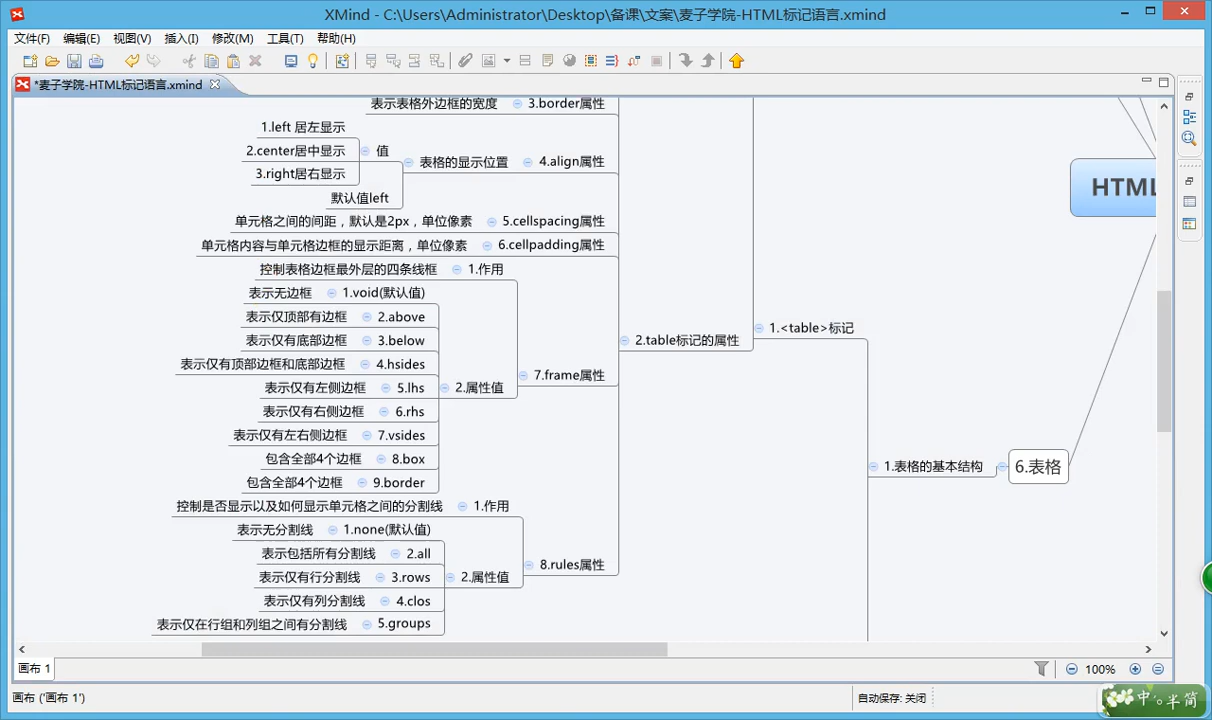 XMind - C:\Users\Administrator\Desktop\备课\文案\麦子学院-HTML标记语言.xmind
文件(F) 编辑(E) 视图(V) 插入(I) 修改(M) 工具(T) 帮助(H)
*麦子学院-HTML标记语言.xmind
表示表格外边框的宽度 3.border属性
1.left 居左显示
2.center居中显示 值 表格的显示位置 4.align属性
3.right居右显示
默认值left
单元格之间的间距，默认是2px，单位像素 5.cellspacing属性
单元格内容与单元格边框的显示距离，单位像素 6.cellpadding属性
控制表格边框最外层的四条线框 1.作用
表示无边框 1.void(默认值)
表示仅顶部有边框 2.above
表示仅有底部边框 3.below
表示仅有顶部边框和底部边框 4.hsides
表示仅有左侧边框 5.lhs
表示仅有右侧边框 6.rhs
表示仅有左右侧边框 7.vsides
包含全部4个边框 8.box
包含全部4个边框 9.border
2.属性值
7.frame属性
2.table标记的属性
1.<table>标记
HTML
1.表格的基本结构 6.表格
控制是否显示以及如何显示单元格之间的分割线 1.作用
表示无分割线 1.none(默认值)
表示包括所有分割线 2.all
表示仅有行分割线 3.rows
表示仅有列分割线 4.clos
表示仅在行组和列组之间有分割线 5.groups
2.属性值
8.rules属性
画布 1
100%
画布 ('画布 1')
自动保存: 关闭
中 半 简